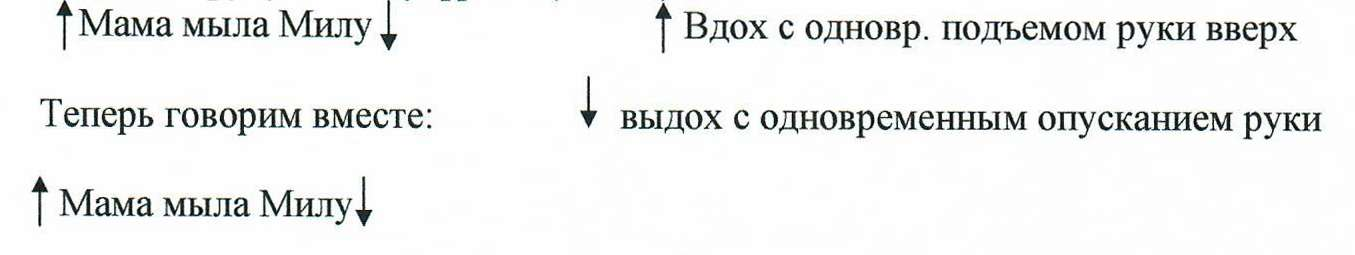 ↑Мама мыла Милу↓ ↑ Вдох с одновр. подъемом руки вверх
Теперь говорим вместе: ↓ выдох с одновременным опусканием руки
↑ Мама мыла Милу↓